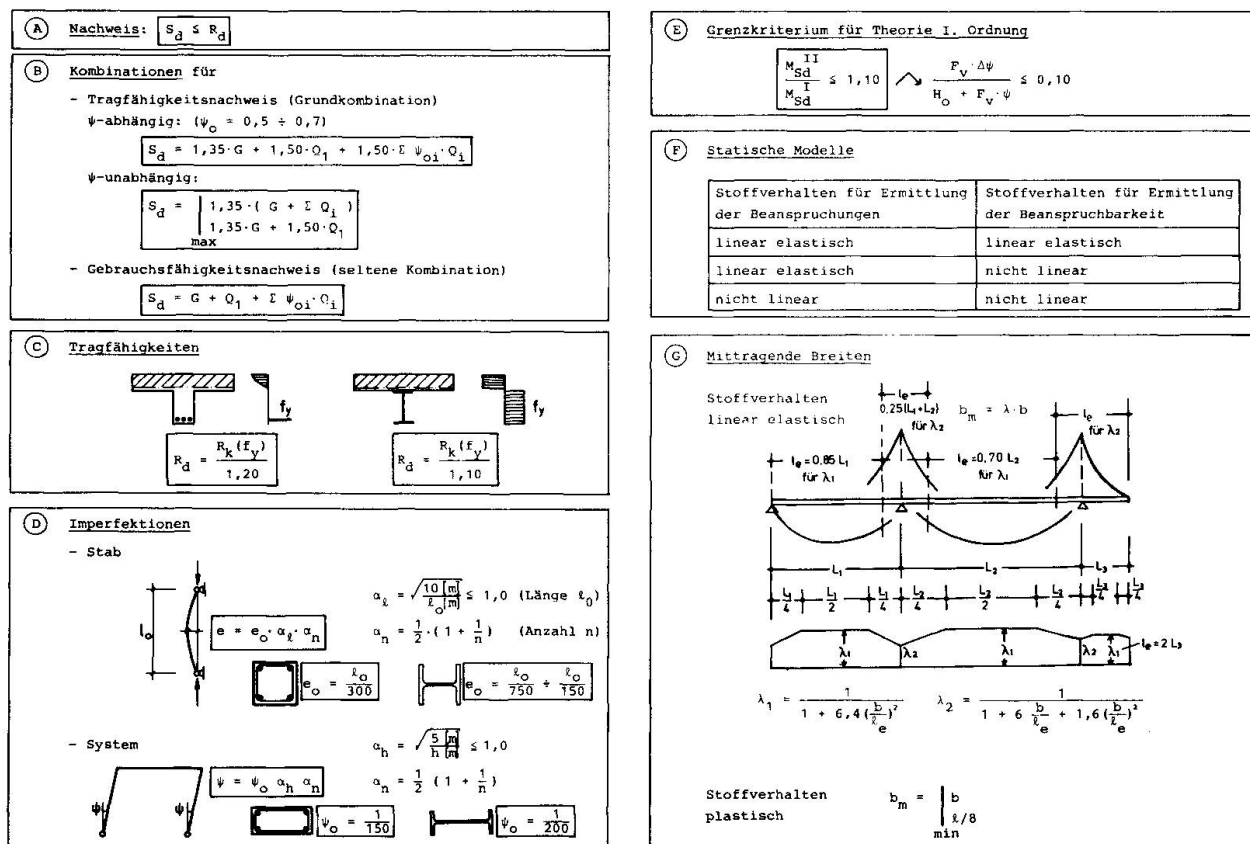 A Nachweis: S_d ≤ R_d
B Kombinationen für
- Tragfähigkeitsnachweis (Grundkombination)
ψ-abhängig: (ψ_o = 0,5 ÷ 0,7)
S_d = 1,35·G + 1,50·Q_1 + 1,50·Σ ψ_oi·Q_i
ψ-unabhängig:
S_d = | 1,35·( G + Σ Q_i )
| 1,35·G + 1,50·Q_1
max
- Gebrauchsfähigkeitsnachweis (seltene Kombination)
S_d = G + Q_1 + Σ ψ_oi·Q_i
C Tragfähigkeiten
f_y
f_y
R_d = R_k(f_y) / 1,20
R_d = R_k(f_y) / 1,10
D Imperfektionen
- Stab
l_o
e = e_o·α_ℓ·α_n
α_ℓ = √(10 [m] / ℓ_o [m]) ≤ 1,0 (Länge ℓ_0)
α_n = 1/2·( 1 + 1/n ) (Anzahl n)
e_o = ℓ_o/300
e_o = ℓ_o/750 ÷ ℓ_o/150
- System
ψ ψ
ψ = ψ_o α_h α_n
α_h = √(5 [m] / h [m]) ≤ 1,0
α_n = 1/2 ( 1 + 1/n )
ψ_o = 1/150
ψ_o = 1/200
E Grenzkriterium für Theorie I. Ordnung
M_Sd^II / M_Sd^I ≤ 1,10 F_v·Δψ / H_o + F_v·ψ ≤ 0,10
F Statische Modelle
Stoffverhalten für Ermittlung der Beanspruchungen
Stoffverhalten für Ermittlung der Beanspruchbarkeit
linear elastisch linear elastisch
linear elastisch nicht linear
nicht linear nicht linear
G Mittragende Breiten
Stoffverhalten
linear elastisch
l_e
0,25(L_1+L_2)
für λ_2
b_m = λ·b
l_e
für λ_2
l_e=0,85 L_1
für λ_1
l_e=0,70 L_2
für λ_1
L_1 L_2 L_3
L_1/4 L_1/2 L_1/4 L_2/4 L_2/2 L_2/4 L_3/4 L_3/4
λ_1 λ_2 λ_1 λ_2 λ_1 l_e=2 L_3
λ_1 = 1 / 1 + 6,4(b/ℓ_e)²
λ_2 = 1 / 1 + 6 b/ℓ_e + 1,6(b/ℓ_e)²
Stoffverhalten
plastisch
b_m = | b
| ℓ/8
min